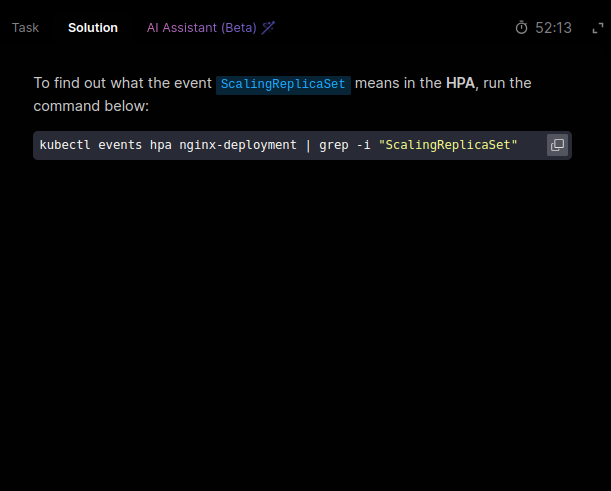 Task Solution AI Assistant (Beta) 52:13
To find out what the event ScalingReplicaSet means in the HPA, run the
command below:
kubectl events hpa nginx-deployment | grep -i "ScalingReplicaSet"